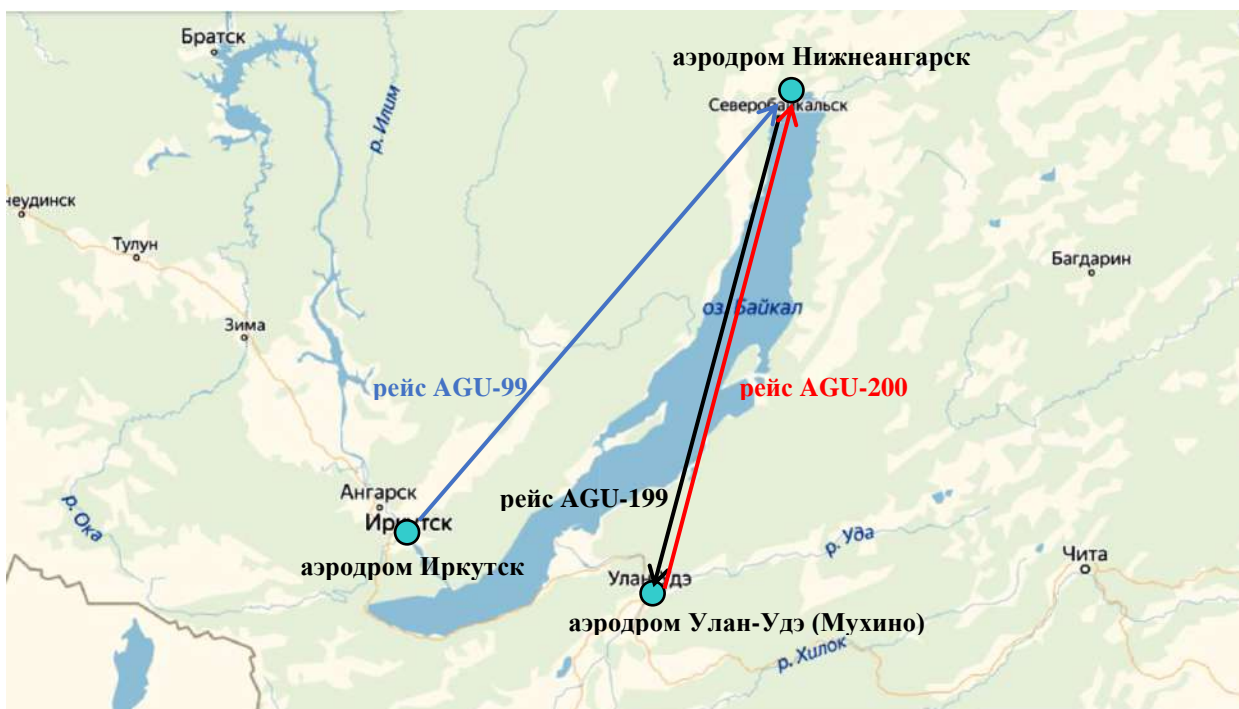 Братск
аэродром Нижнеангарск
Северобайкальск
р. Илим
неудинск
Тулун
Багдарин
оз. Байкал
Зима
рейс AGU-99
рейс AGU-200
Ангарск
рейс AGU-199
Иркутск
р. Ока
р. Уда
Чита
аэродром Иркутск
Улан-Удэ
аэродром Улан-Удэ (Мухино)
р. Хилок